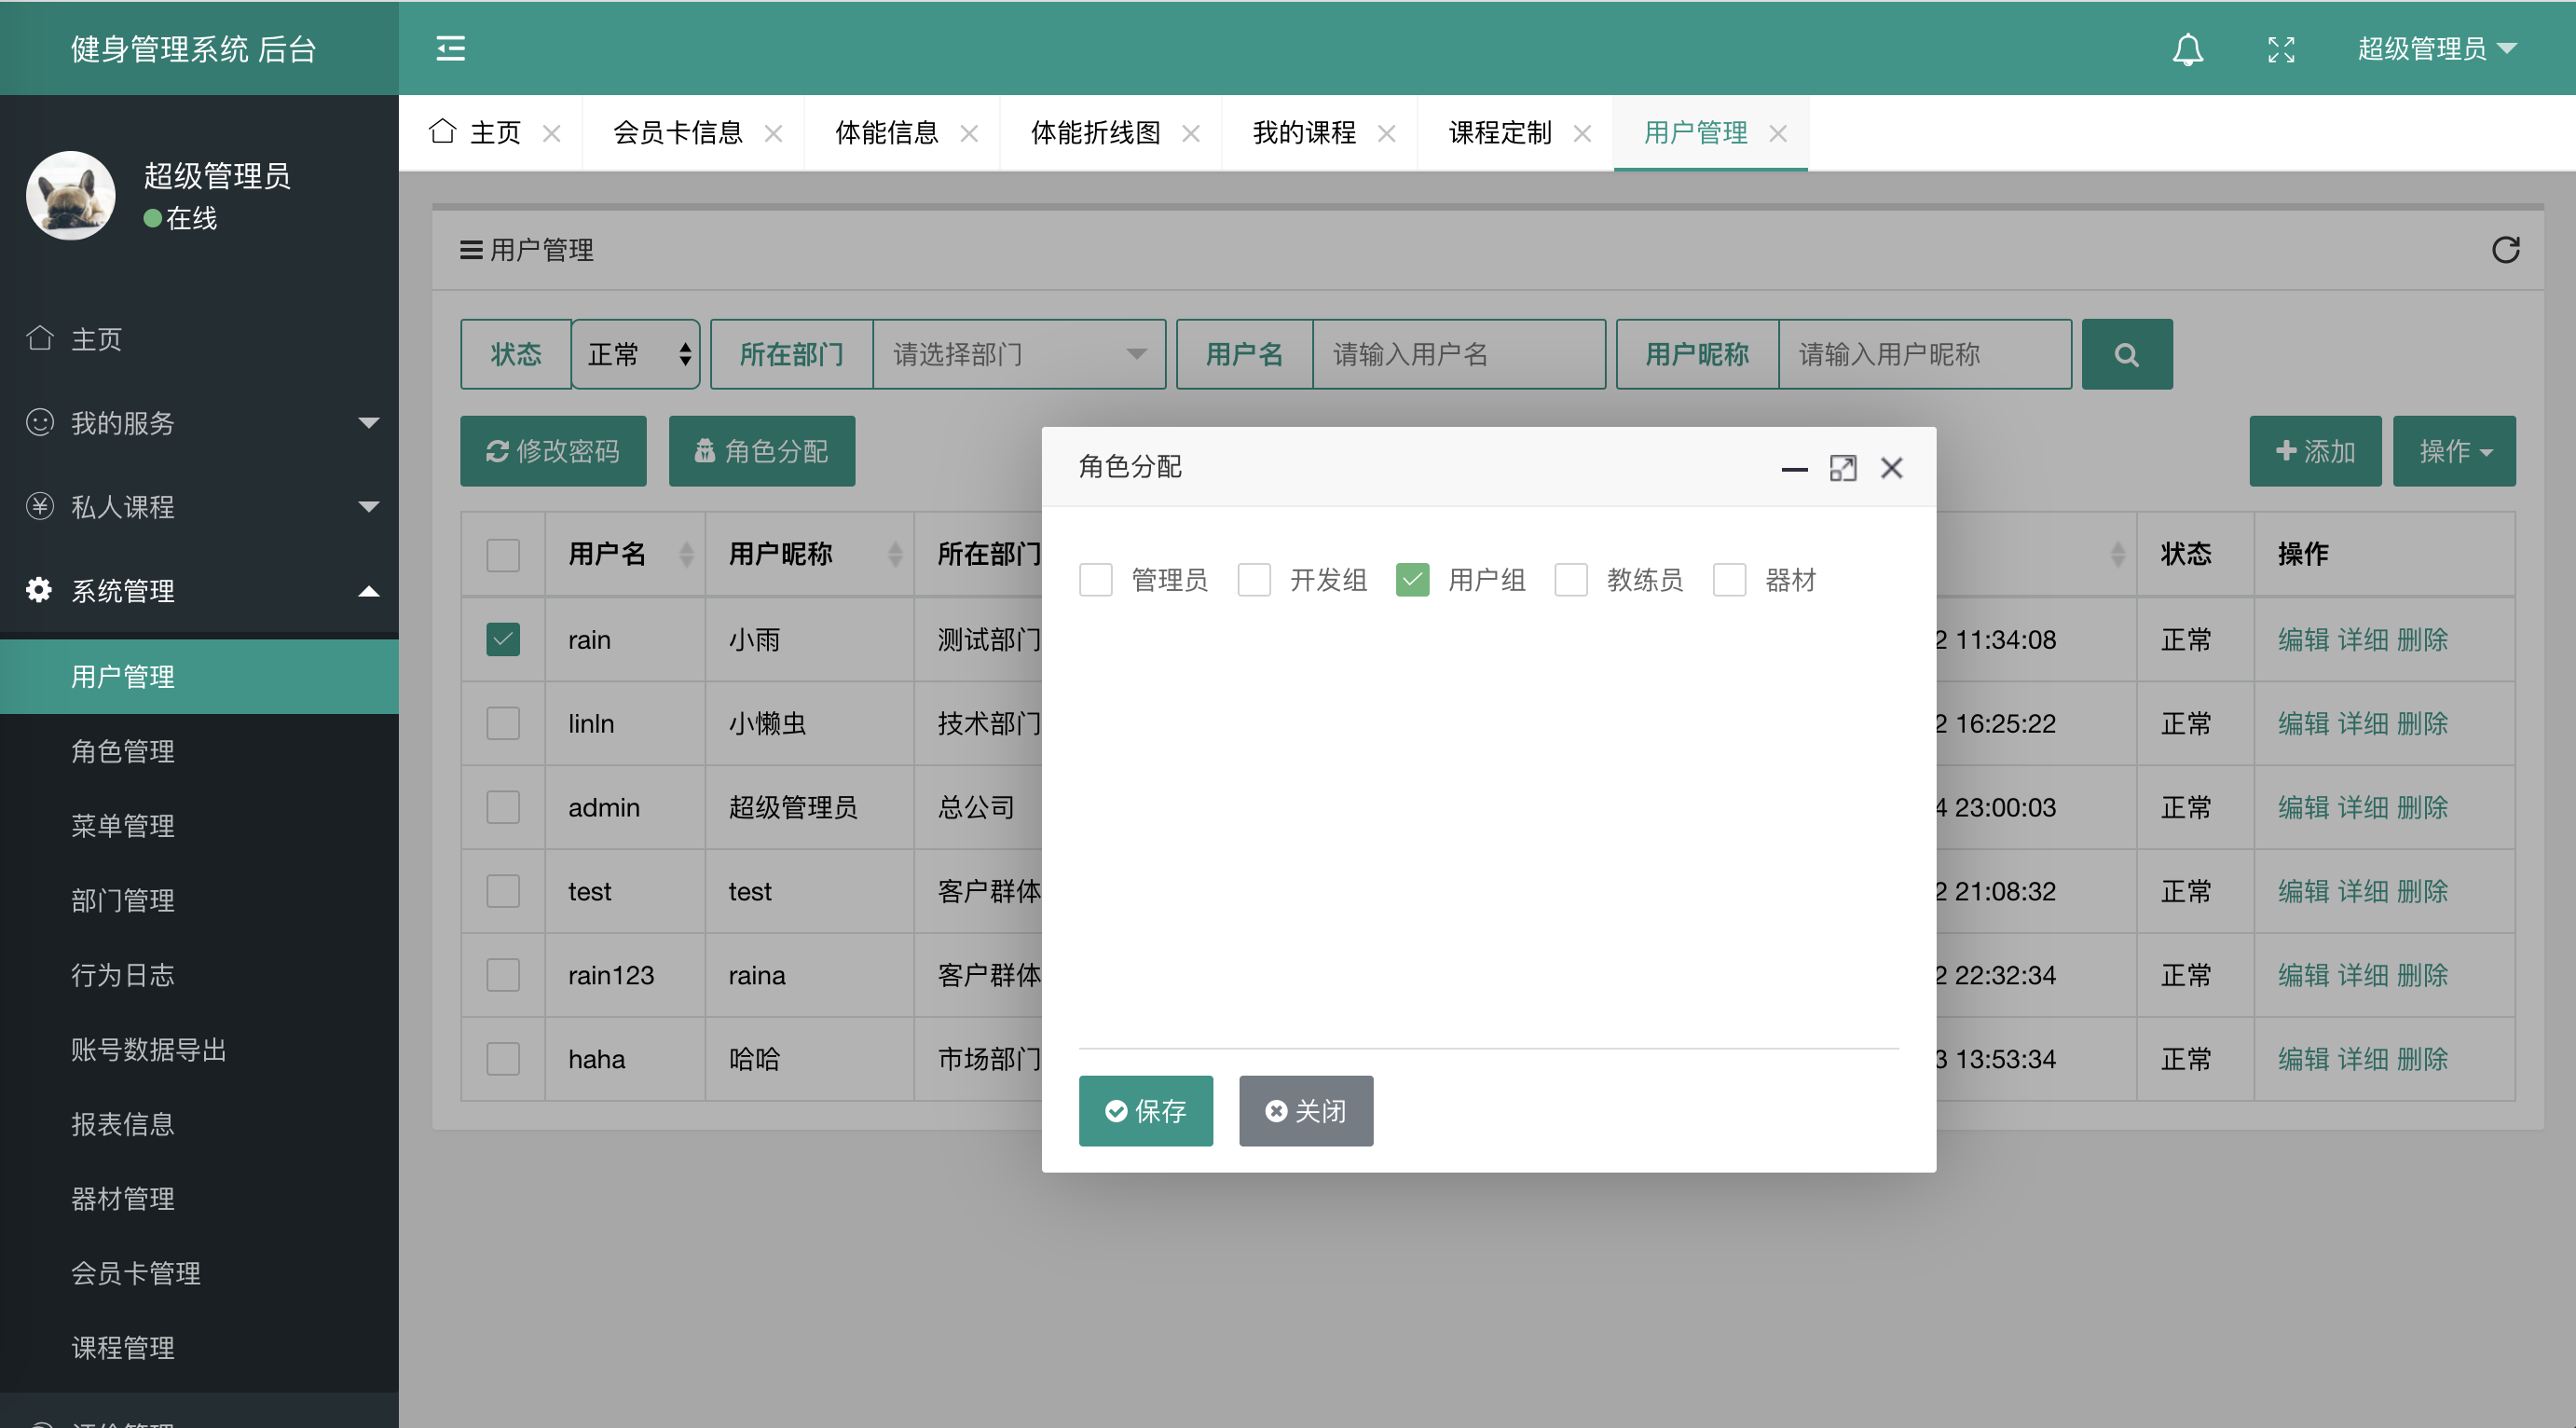 健身管理系统 后台
超级管理员
超级管理员
在线
主页
我的服务
私人课程
系统管理
用户管理
角色管理
菜单管理
部门管理
行为日志
账号数据导出
报表信息
器材管理
会员卡管理
课程管理
主页 会员卡信息 体能信息 体能折线图 我的课程 课程定制 用户管理
用户管理
状态 正常 所在部门 请选择部门 用户名 请输入用户名 用户昵称 请输入用户昵称
修改密码 角色分配 添加 操作
用户名 用户昵称 所在部门 状态 操作
rain 小雨 测试部门 2 11:34:08 正常 编辑 详细 删除
linln 小懒虫 技术部门 2 16:25:22 正常 编辑 详细 删除
admin 超级管理员 总公司 4 23:00:03 正常 编辑 详细 删除
test test 客户群体 2 21:08:32 正常 编辑 详细 删除
rain123 raina 客户群体 2 22:32:34 正常 编辑 详细 删除
haha 哈哈 市场部门 3 13:53:34 正常 编辑 详细 删除
角色分配
管理员 开发组 用户组 教练员 器材
保存 关闭